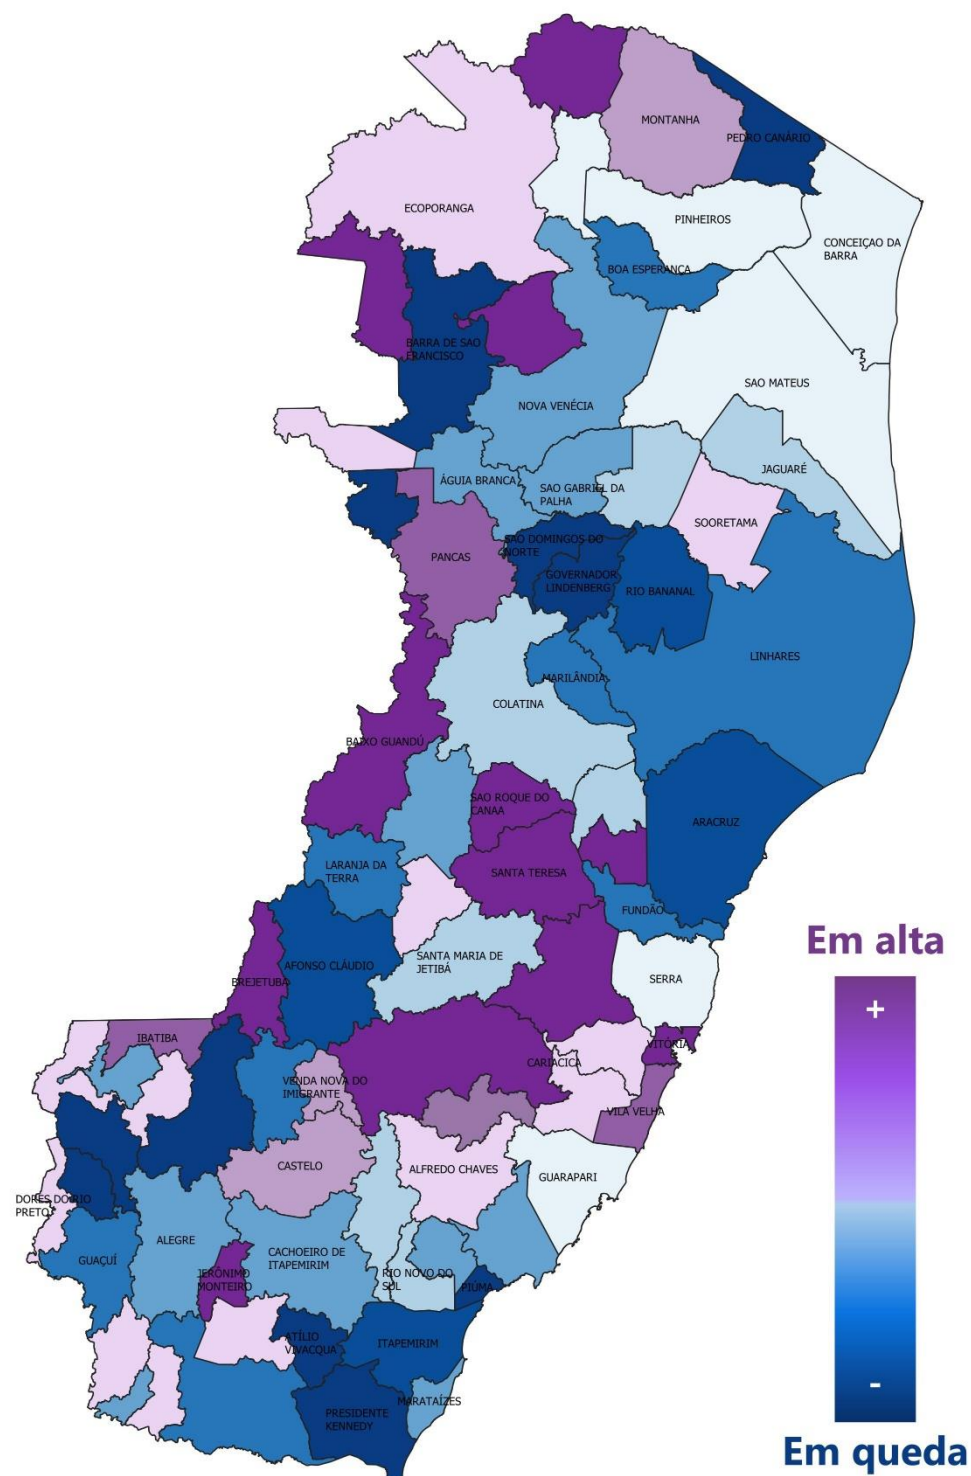 MONTANHA
PEDRO CANÁRIO
ECOPORANGA
PINHEIROS
CONCEIÇAO DA
BARRA
BOA ESPERANÇA
BARRA DE SAO
FRANCISCO
SAO MATEUS
NOVA VENÉCIA
JAGUARÉ
ÁGUIA BRANCA
SAO GABRIEL DA
PALHA
SOORETAMA
SAO DOMINGOS DO
NORTE
PANCAS
GOVERNADOR
LINDENBERG
RIO BANANAL
LINHARES
MARILÂNDIA
COLATINA
BAIXO GUANDÚ
SAO ROQUE DO
CANAA
ARACRUZ
LARANJA DA
TERRA
SANTA TERESA
FUNDÃO
Em alta
SANTA MARIA DE
JETIBÁ
AFONSO CLÁUDIO
BREJETUBA
SERRA
+
IBATIBA
VITÓRIA
CARIACICA
VENDA NOVA DO
IMIGRANTE
VILA VELHA
CASTELO
ALFREDO CHAVES
GUARAPARI
DORES DO RIO
PRETO
ALEGRE
CACHOEIRO DE
ITAPEMIRIM
GUAÇUÍ
JERÔNIMO
MONTEIRO
RIO NOVO DO
SUL
PIÚMA
ATÍLIO
VIVACQUA
ITAPEMIRIM
-
MARATAÍZES
PRESIDENTE
KENNEDY
Em queda